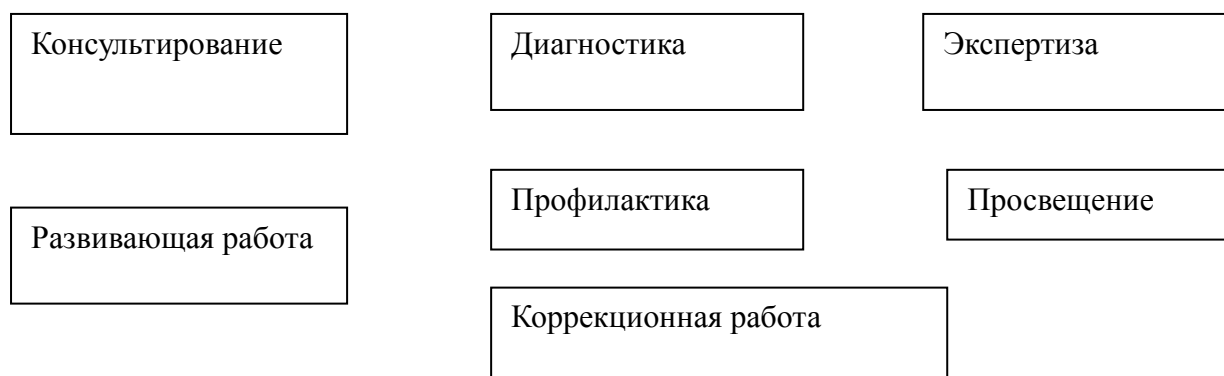 Консультирование
Диагностика
Экспертиза
Профилактика
Просвещение
Развивающая работа
Коррекционная работа